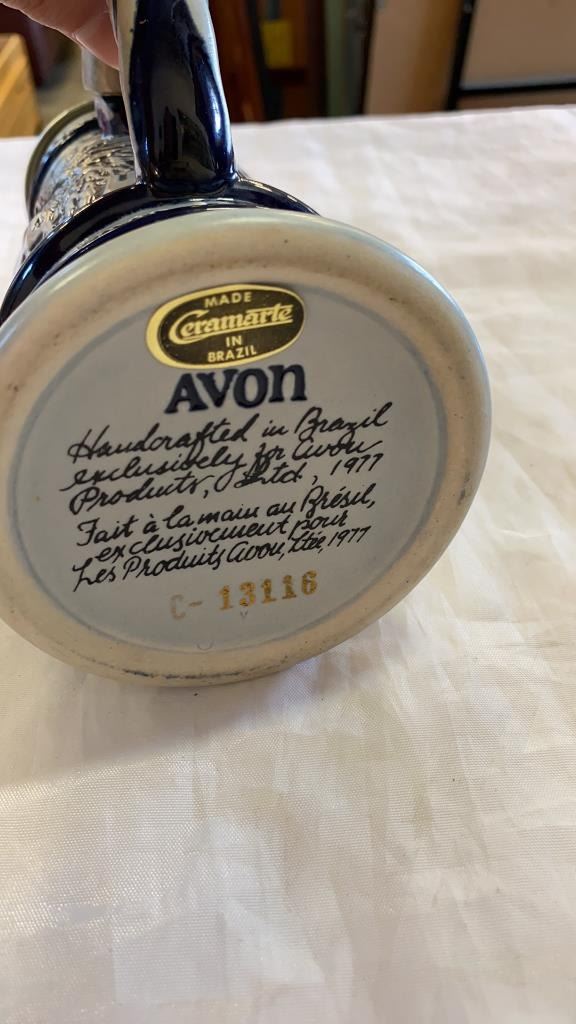 MADE
Ceramarte
IN
BRAZIL
AVON
Handcrafted in Brazil
exclusively for Avon
Products, Ltd, 1977
Fait à la main au Brésil,
exclusivement pour
Les Produits Avon, Ltée, 1977
C- 13116